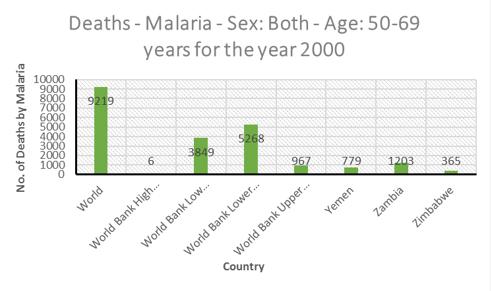 Deaths - Malaria - Sex: Both - Age: 50-69
years for the year 2000
No. of Deaths by Malaria
10000
9000
8000
7000
6000
5000
4000
3000
2000
1000
0
9219
6
3849
5268
967
779
1203
365
World
World Bank High...
World Bank Low...
World Bank Lower...
World Bank Upper...
Yemen
Zambia
Zimbabwe
Country